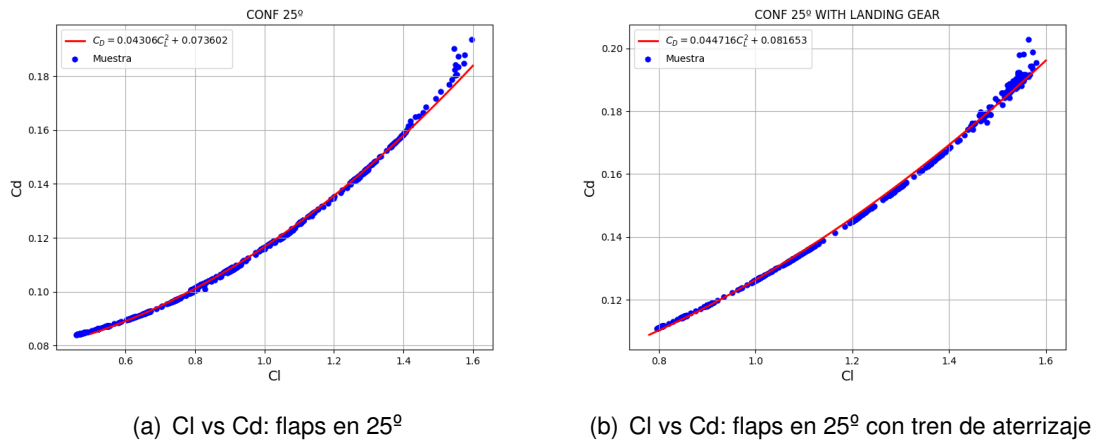 CONF 25º
C_D = 0.04306C_L^2 + 0.073602
Muestra
Cd
0.18
0.16
0.14
0.12
0.10
0.08
0.6 0.8 1.0 1.2 1.4 1.6
Cl
CONF 25º WITH LANDING GEAR
C_D = 0.044716C_L^2 + 0.081653
Muestra
Cd
0.20
0.18
0.16
0.14
0.12
0.8 1.0 1.2 1.4 1.6
Cl
(a) Cl vs Cd: flaps en 25º
(b) Cl vs Cd: flaps en 25º con tren de aterrizaje